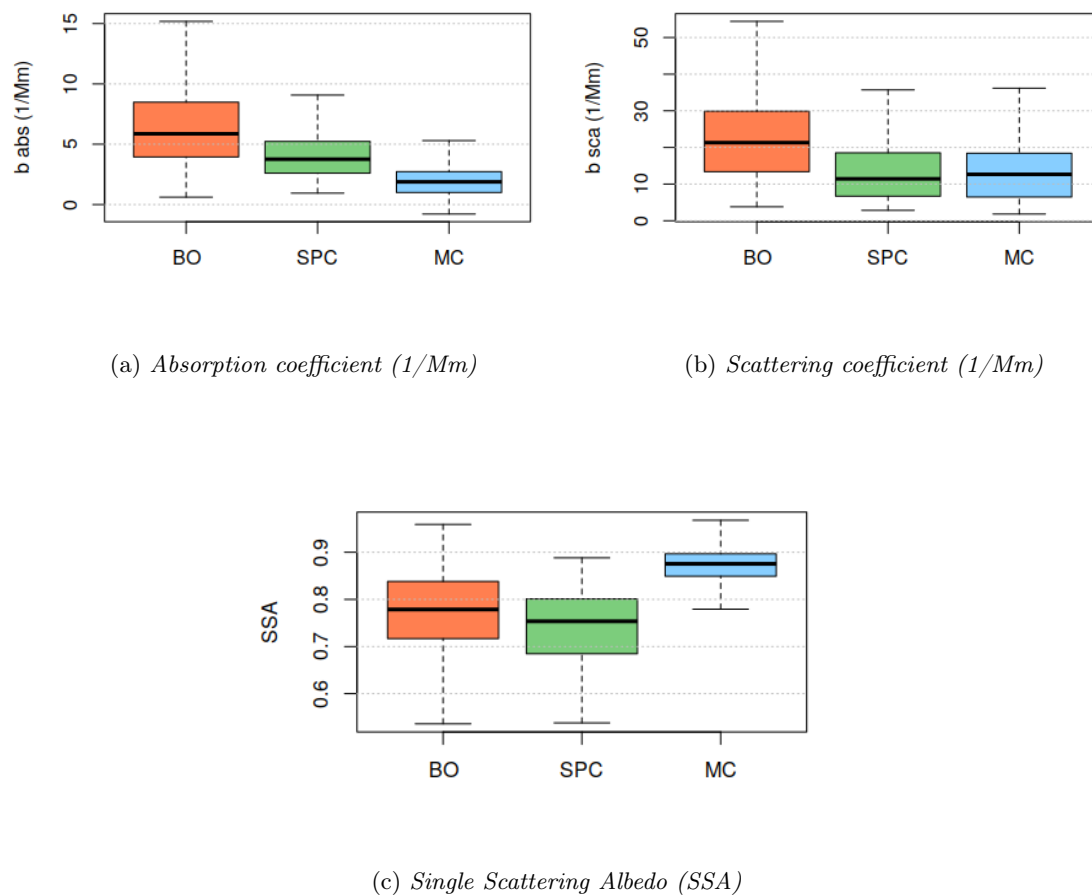 b abs (1/Mm)
15
10
5
0
BO SPC MC
b sca (1/Mm)
50
30
10
0
BO SPC MC
(a) Absorption coefficient (1/Mm)
(b) Scattering coefficient (1/Mm)
SSA
0.9
0.8
0.7
0.6
BO SPC MC
(c) Single Scattering Albedo (SSA)